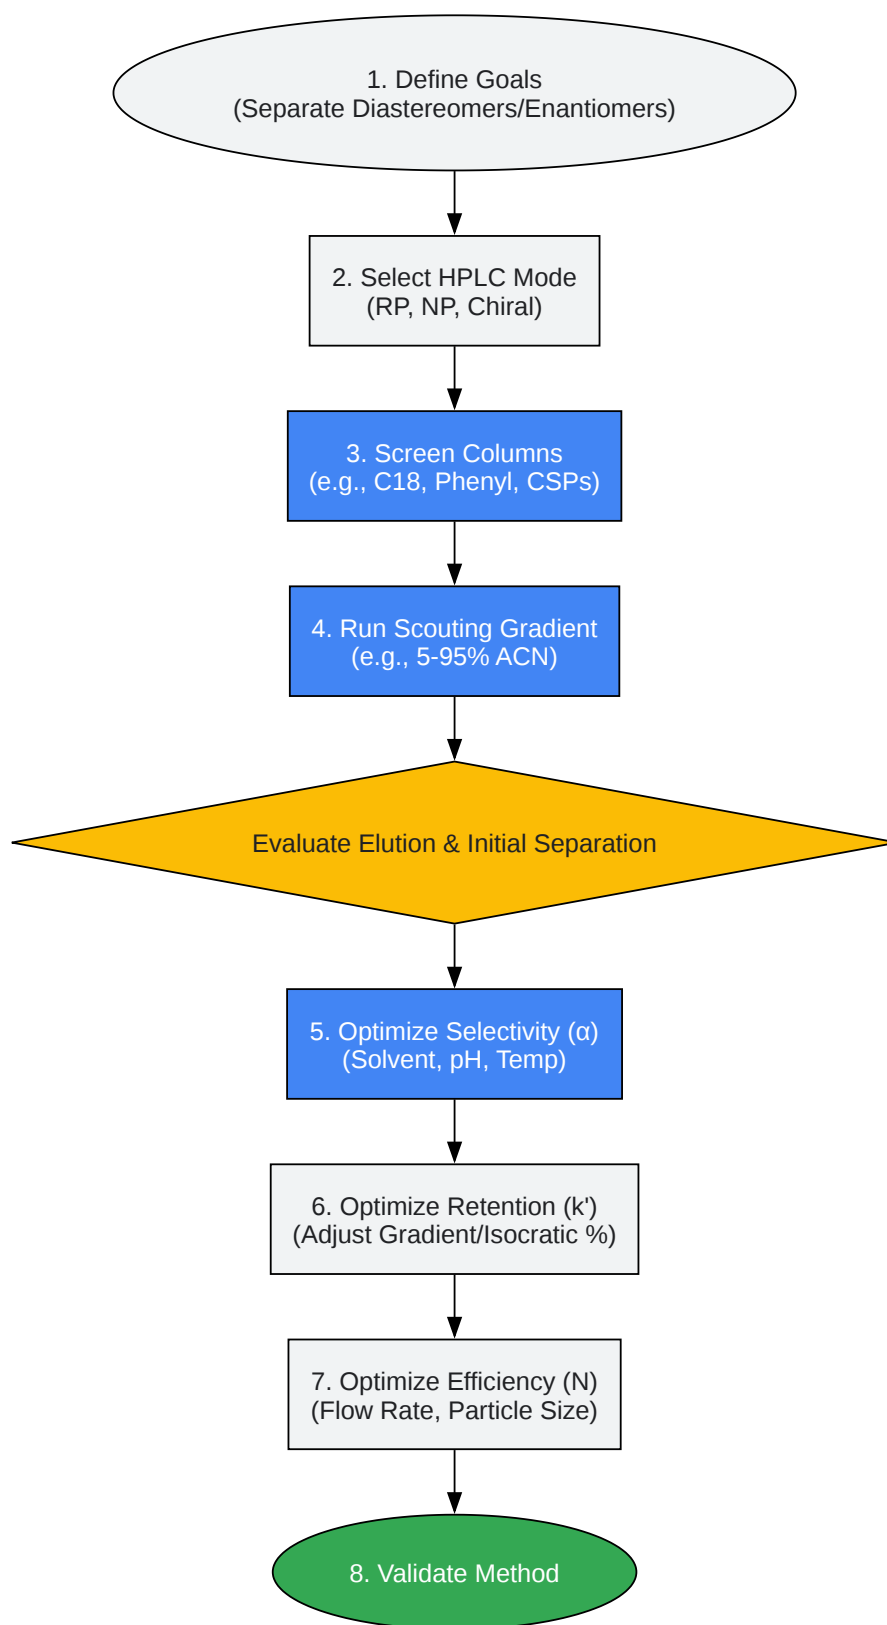 1. Define Goals
(Separate Diastereomers/Enantiomers)
2. Select HPLC Mode
(RP, NP, Chiral)
3. Screen Columns
(e.g., C18, Phenyl, CSPs)
4. Run Scouting Gradient
(e.g., 5-95% ACN)
Evaluate Elution & Initial Separation
5. Optimize Selectivity (α)
(Solvent, pH, Temp)
6. Optimize Retention (k')
(Adjust Gradient/Isocratic %)
7. Optimize Efficiency (N)
(Flow Rate, Particle Size)
8. Validate Method